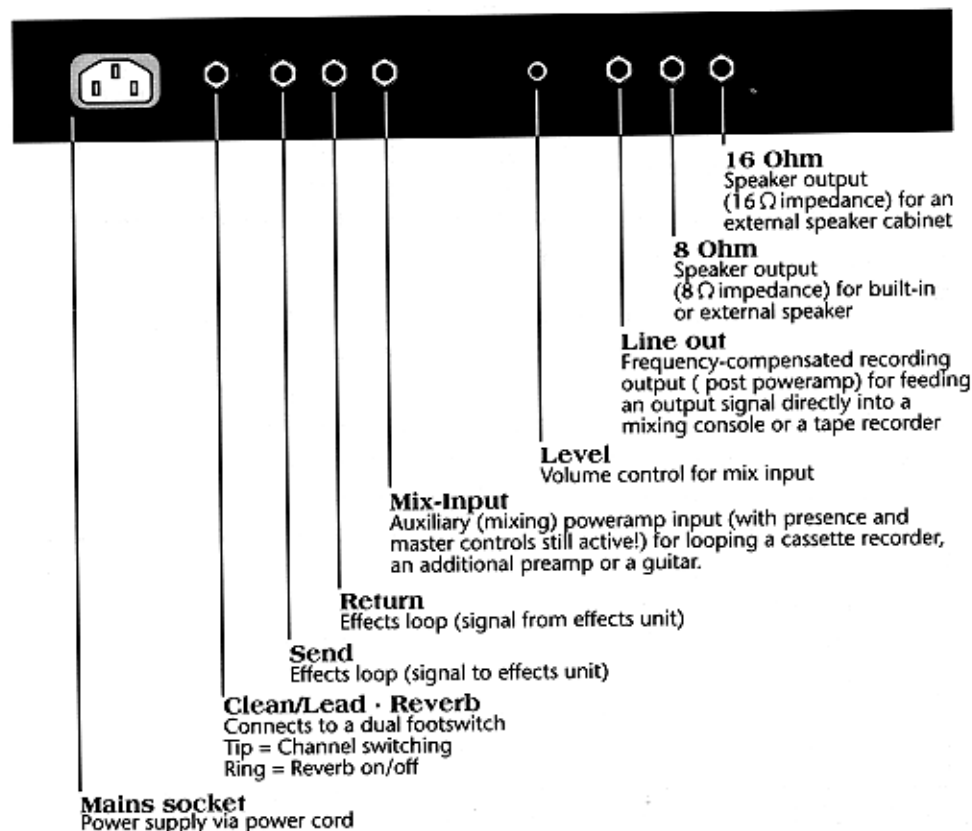 16 Ohm
Speaker output
(16 Ω impedance) for an
external speaker cabinet
8 Ohm
Speaker output
(8 Ω impedance) for built-in
or external speaker
Line out
Frequency-compensated recording
output ( post poweramp) for feeding
an output signal directly into a
mixing console or a tape recorder
Level
Volume control for mix input
Mix-Input
Auxiliary (mixing) poweramp input (with presence and
master controls still active!) for looping a cassette recorder,
an additional preamp or a guitar.
Return
Effects loop (signal from effects unit)
Send
Effects loop (signal to effects unit)
Clean/Lead · Reverb
Connects to a dual footswitch
Tip = Channel switching
Ring = Reverb on/off
Mains socket
Power supply via power cord